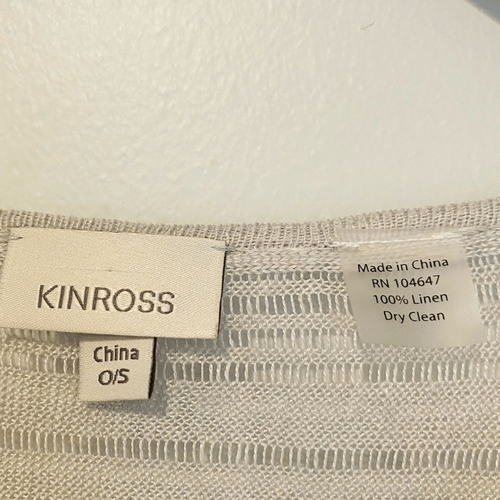 KINROSS
China
O/S
Made in China
RN 104647
100% Linen
Dry Clean